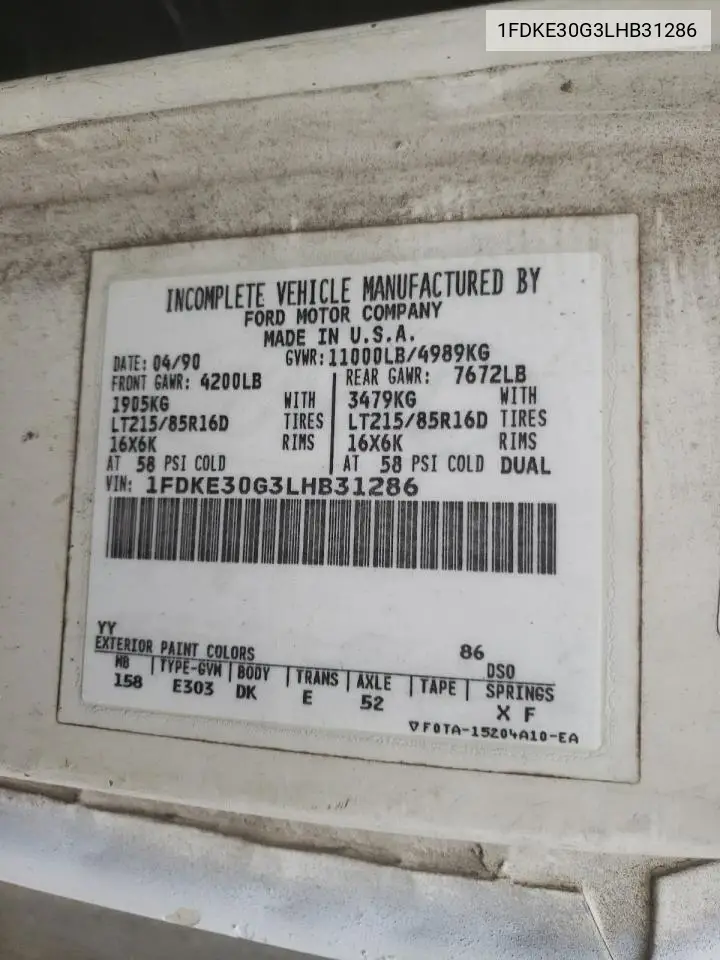 1FDKE30G3LHB31286
INCOMPLETE VEHICLE MANUFACTURED BY
FORD MOTOR COMPANY
MADE IN U.S.A.
DATE: 04/90 GVWR: 11000LB/4989KG
FRONT GAWR: 4200LB REAR GAWR: 7672LB
1905KG WITH 3479KG WITH
LT215/85R16D TIRES LT215/85R16D TIRES
16X6K RIMS 16X6K RIMS
AT 58 PSI COLD AT 58 PSI COLD DUAL
VIN: 1FDKE30G3LHB31286
YY 86
EXTERIOR PAINT COLORS DSO
WB TYPE-GVW BODY TRANS AXLE TAPE SPRINGS
158 E303 DK E 52 X F
▽F0TA-15204A10-EA